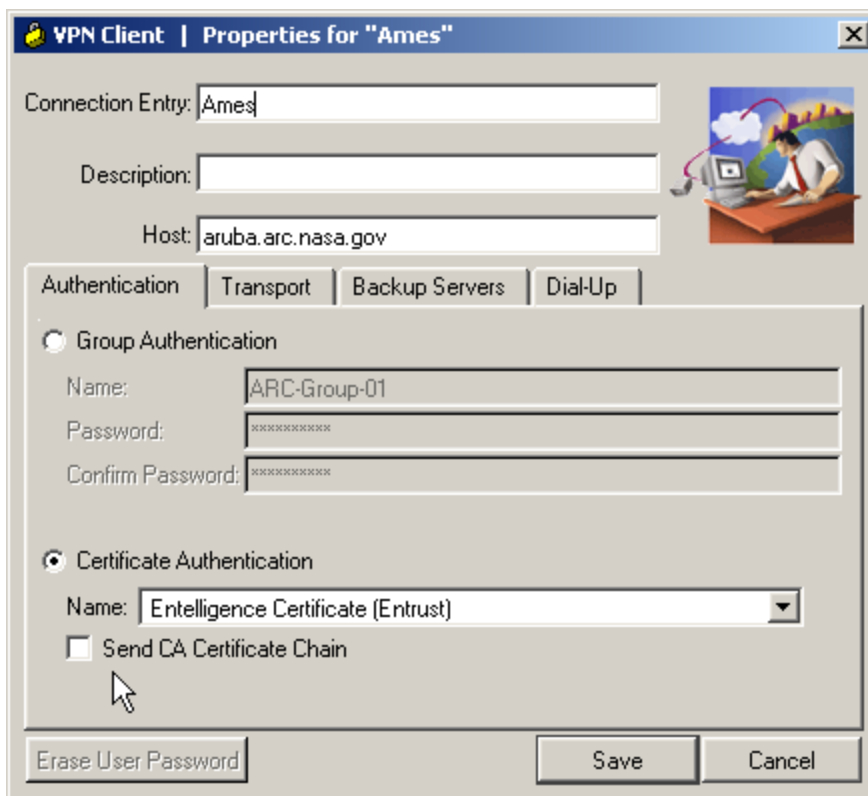 VPN Client | Properties for "Ames"
Connection Entry: Ames
Description:
Host: aruba.arc.nasa.gov
Authentication Transport Backup Servers Dial-Up
Group Authentication
Name: ARC-Group-01
Password: **********
Confirm Password: **********
Certificate Authentication
Name: Entelligence Certificate (Entrust)
Send CA Certificate Chain
Erase User Password Save Cancel